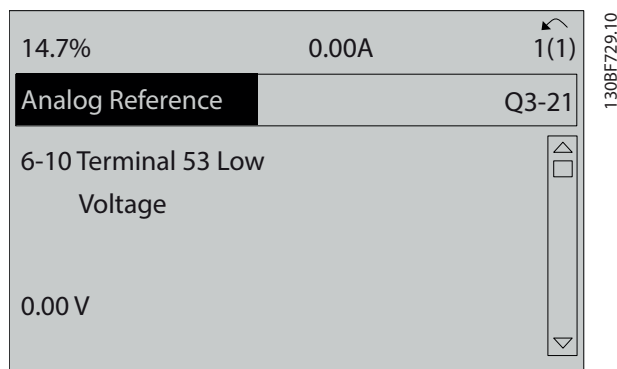 14.7% 0.00A 1(1)
Analog Reference Q3-21
6-10 Terminal 53 Low
Voltage
0.00 V
130BF729.10